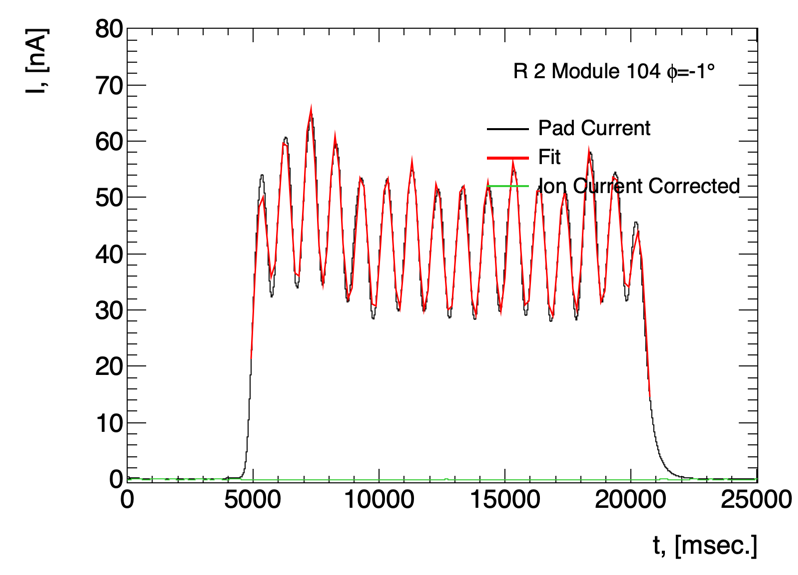 I, [nA]
80
70
60
50
40
30
20
10
0
R 2 Module 104 ϕ=-1°
Pad Current
Fit
Ion Current Corrected
0 5000 10000 15000 20000 25000
t, [msec.]